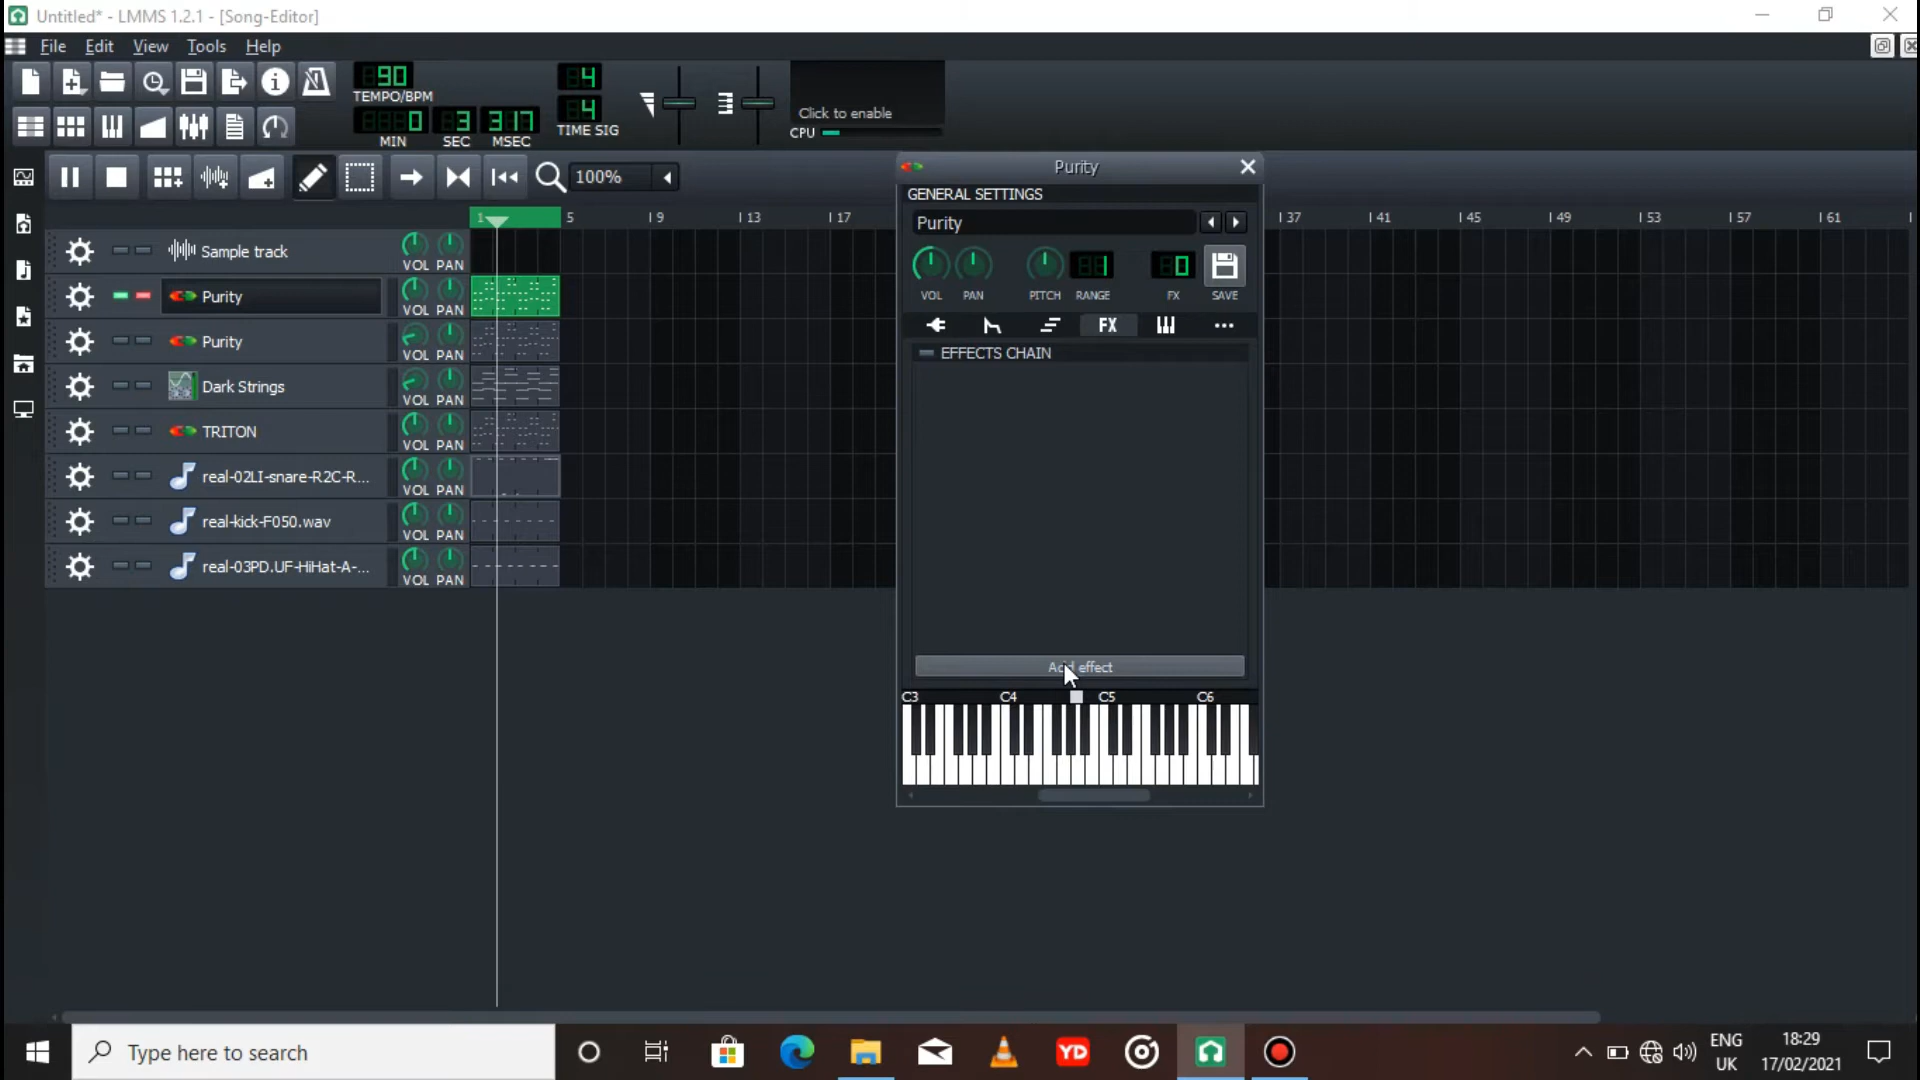 Untitled* - LMMS 1.2.1 - [Song-Editor]
File Edit View Tools Help
90
TEMPO/BPM
4
4
TIME SIG
0 3 317
MIN SEC MSEC
Click to enable
CPU
100%
1 5 9 13 17 37 41 45 49 53 57 61
Sample track VOL PAN
Purity VOL PAN
Purity VOL PAN
Dark Strings VOL PAN
TRITON VOL PAN
real-02LI-snare-R2C-R... VOL PAN
real-kick-F050.wav VOL PAN
real-03PD.UF-HiHat-A-... VOL PAN
Purity
GENERAL SETTINGS
Purity
1 0
VOL PAN PITCH RANGE FX SAVE
FX
EFFECTS CHAIN
Add effect
C3 C4 C5 C6
Type here to search
YD
ENG
UK
18:29
17/02/2021